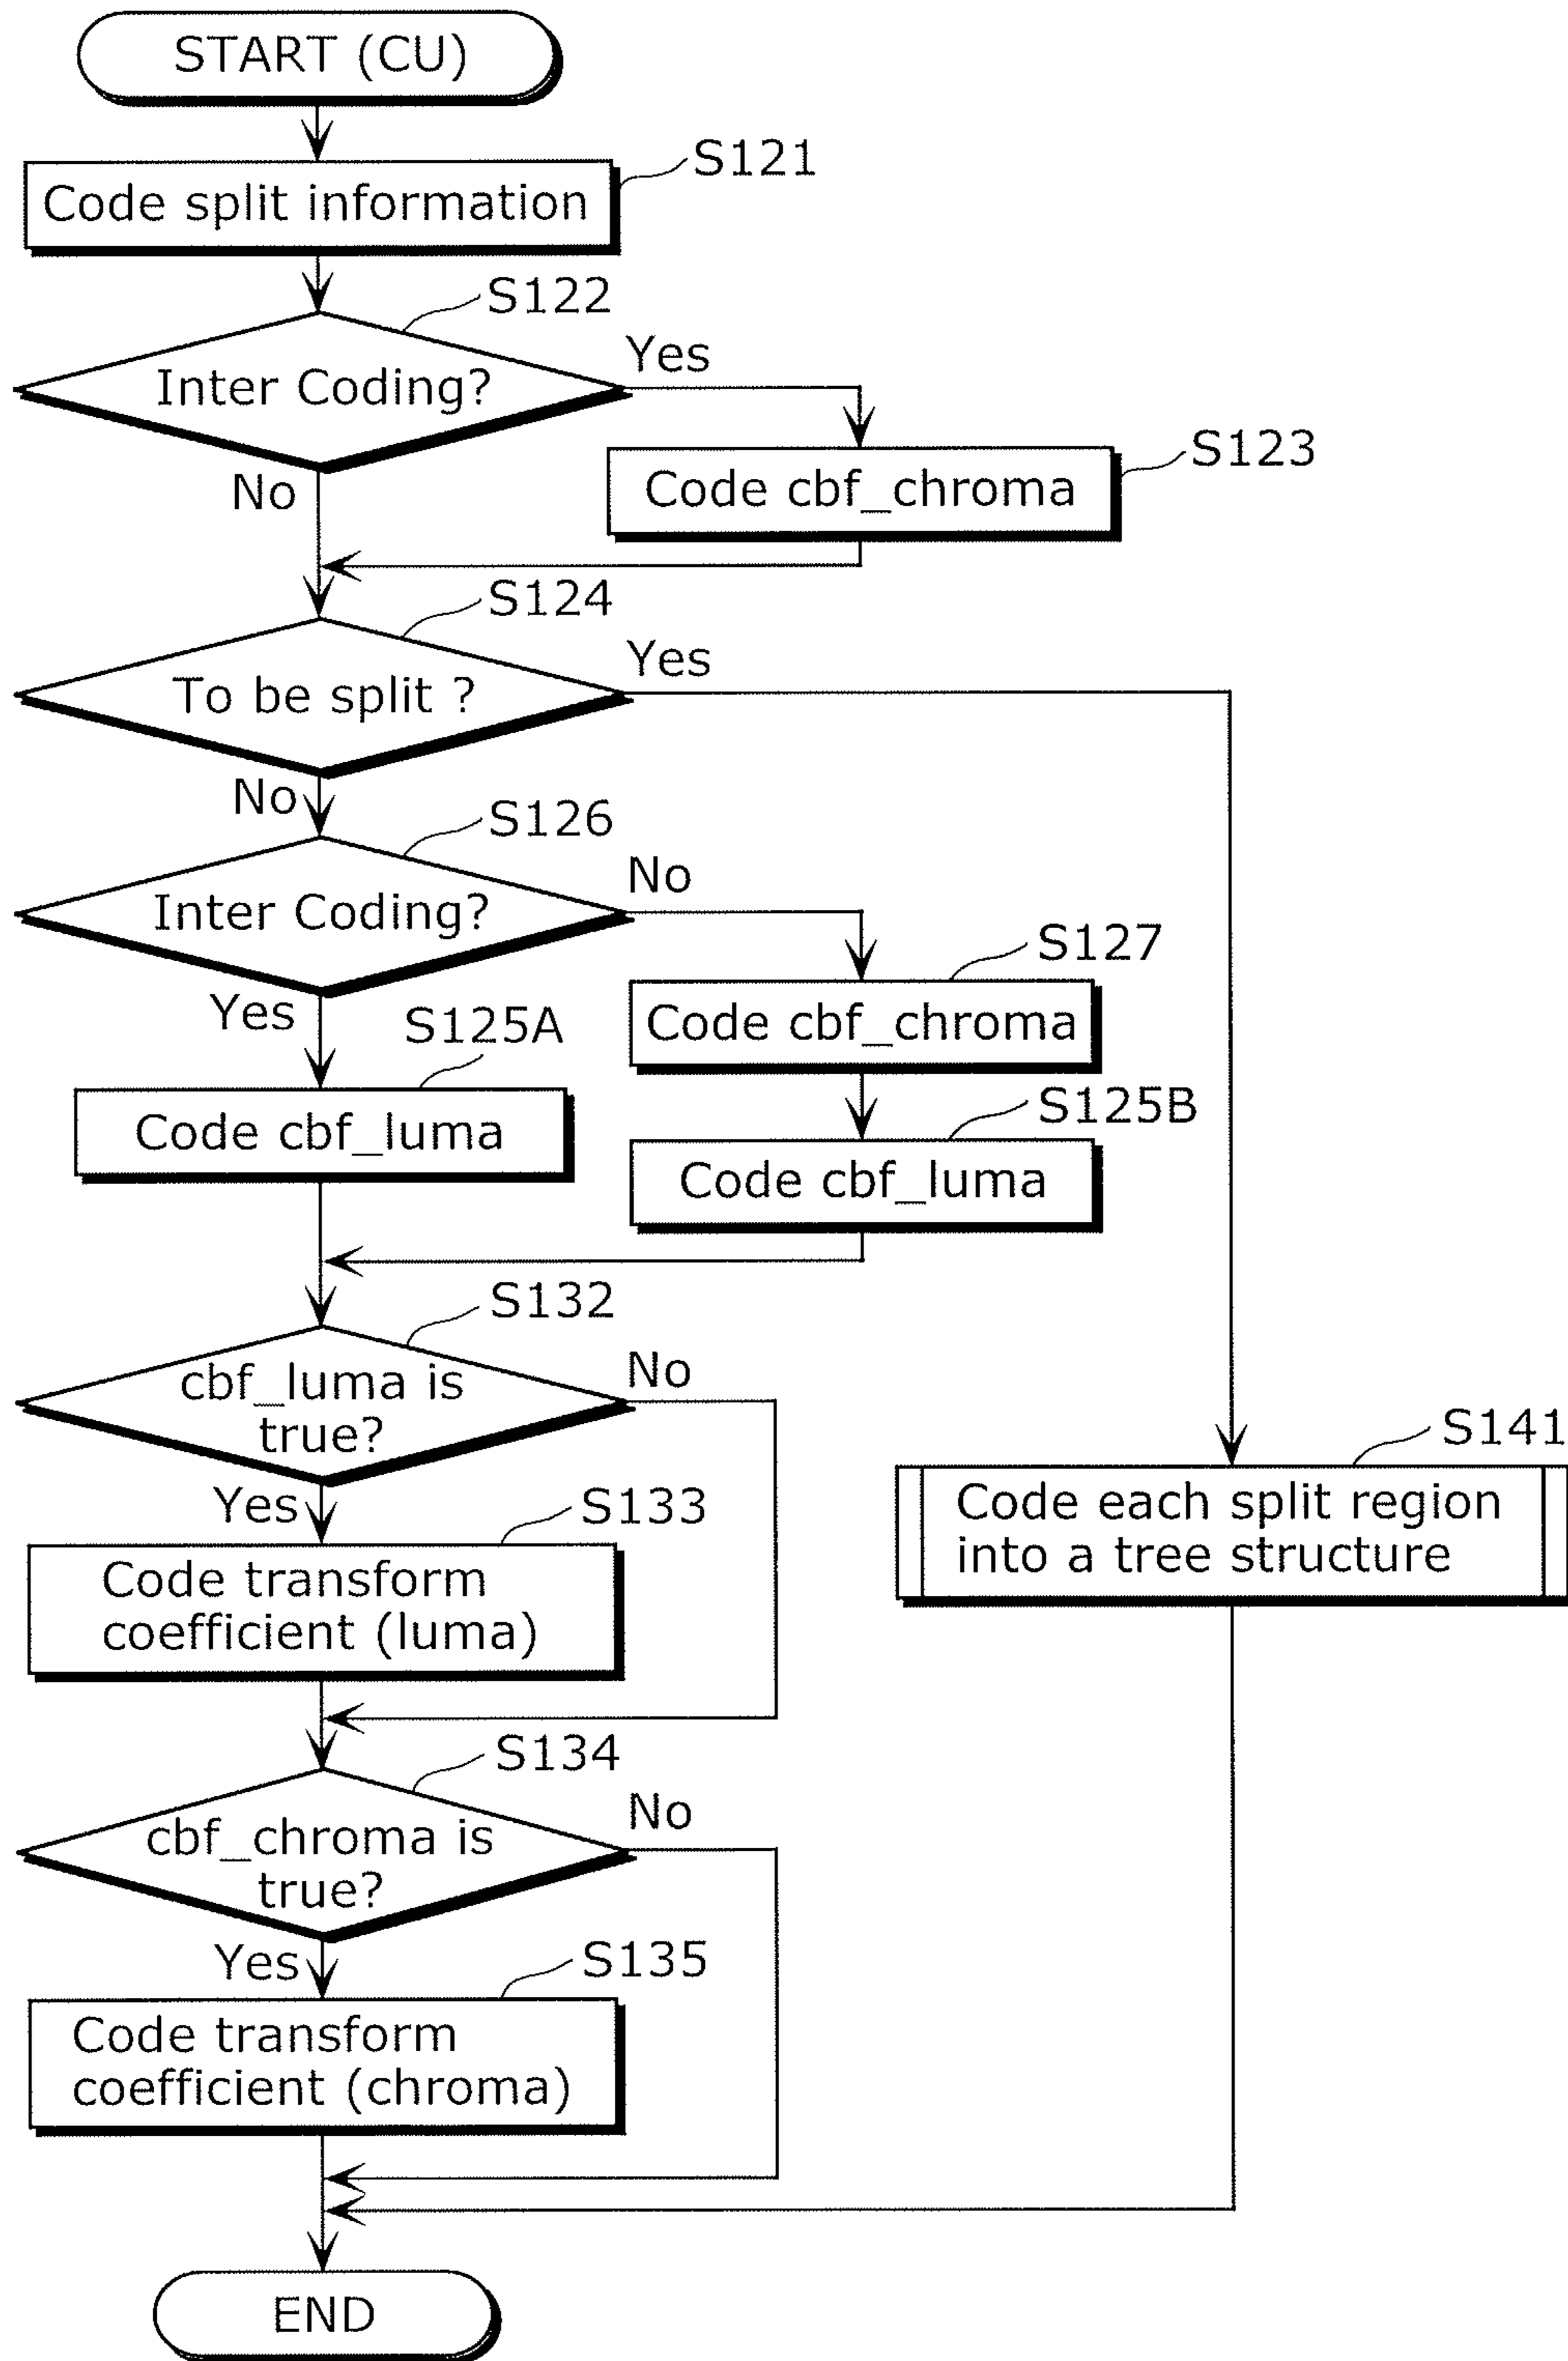 START (CU)
S121
Code split information
S122
Inter Coding?
Yes
No
S123
Code cbf_chroma
S124
To be split ?
Yes
No
S126
Inter Coding?
No
Yes
S127
Code cbf_chroma
S125A
Code cbf_luma
S125B
Code cbf_luma
S132
cbf_luma is
true?
No
Yes
S133
Code transform
coefficient (luma)
S141
Code each split region
into a tree structure
S134
cbf_chroma is
true?
No
Yes
S135
Code transform
coefficient (chroma)
END